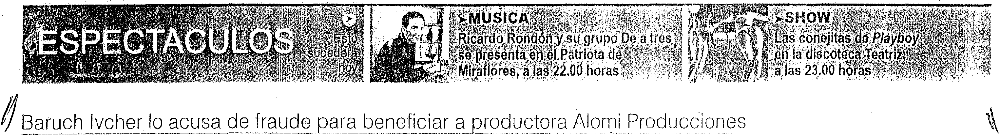 ESPECTACULOS
Esto
sucederá
hoy
➤MUSICA
Ricardo Rondón y su grupo De a tres
se presenta en el Patriota de
Miraflores, a las 22.00 horas
➤SHOW
Las conejitas de Playboy
en la discoteca Teatriz,
a las 23.00 horas
Baruch Ivcher lo acusa de fraude para beneficiar a productora Alomi Producciones